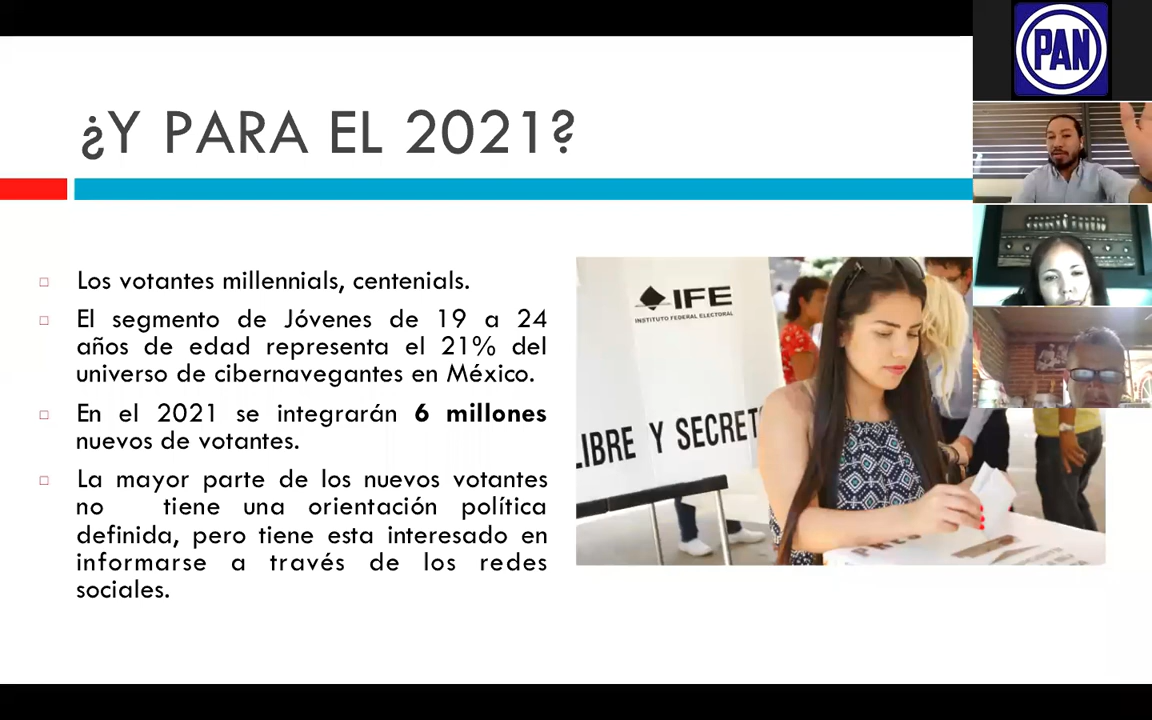 ¿Y PARA EL 2021?
PAN
Los votantes millennials, centenials.
El segmento de Jóvenes de 19 a 24
años de edad representa el 21% del
universo de cibernavegantes en México.
En el 2021 se integrarán 6 millones
nuevos de votantes.
La mayor parte de los nuevos votantes
no tiene una orientación política
definida, pero tiene esta interesado en
informarse a través de los redes
sociales.
IFE
INSTITUTO FEDERAL ELECTORAL
LIBRE Y SECRET